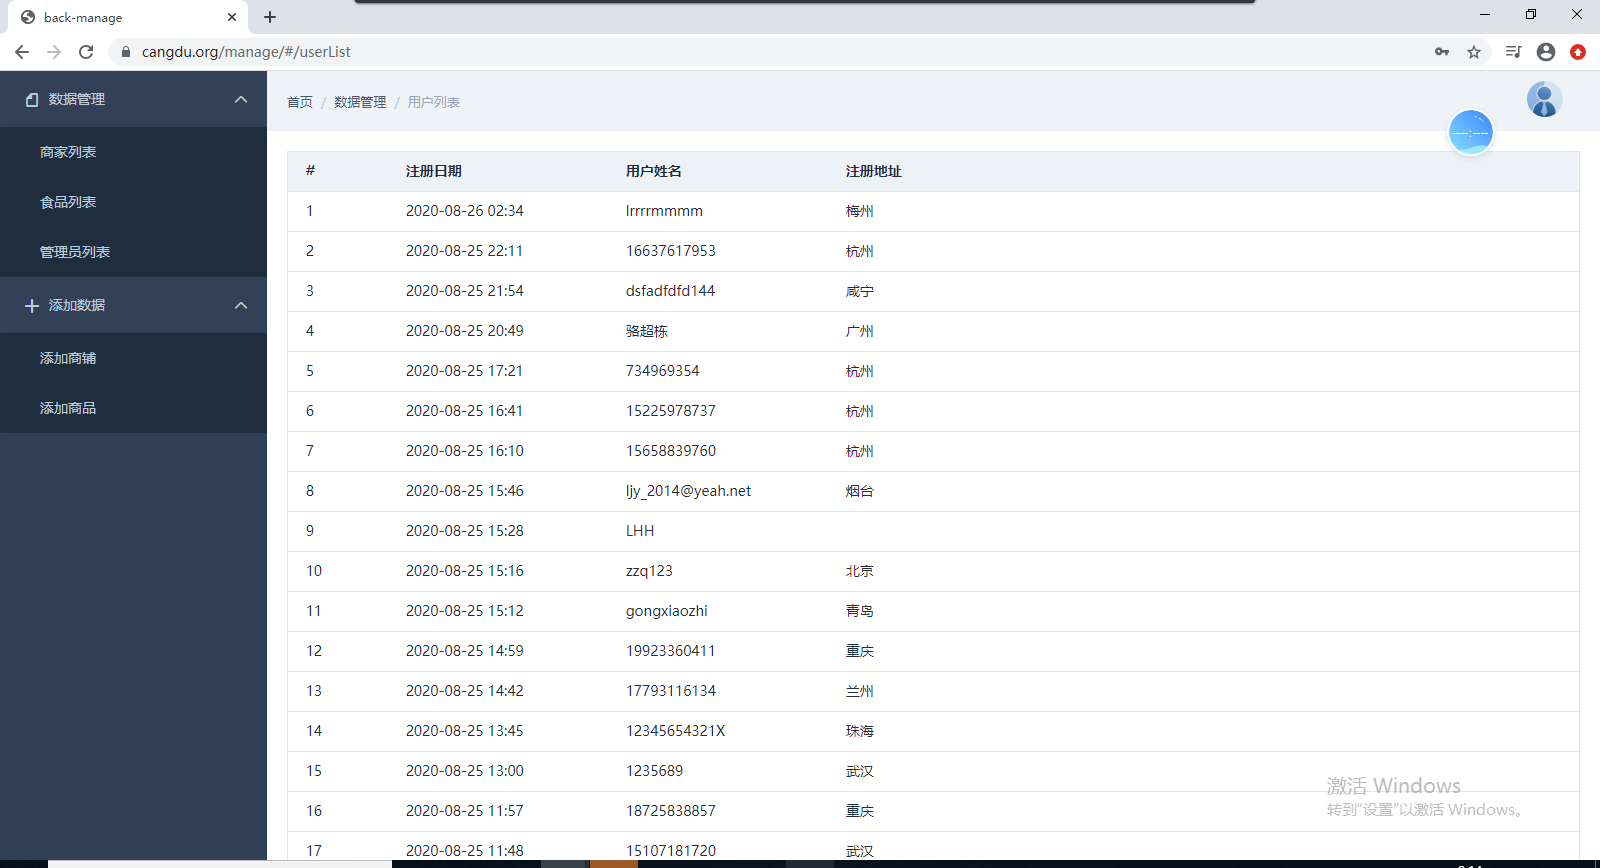 back-manage
cangdu.org/manage/#/userList
数据管理
商家列表
食品列表
管理员列表
添加数据
添加商铺
添加商品
首页 / 数据管理 / 用户列表
--:--
# 注册日期 用户姓名 注册地址
1 2020-08-26 02:34 lrrrrmmmm 梅州
2 2020-08-25 22:11 16637617953 杭州
3 2020-08-25 21:54 dsfadfdfd144 咸宁
4 2020-08-25 20:49 骆超栋 广州
5 2020-08-25 17:21 734969354 杭州
6 2020-08-25 16:41 15225978737 杭州
7 2020-08-25 16:10 15658839760 杭州
8 2020-08-25 15:46 ljy_2014@yeah.net 烟台
9 2020-08-25 15:28 LHH
10 2020-08-25 15:16 zzq123 北京
11 2020-08-25 15:12 gongxiaozhi 青岛
12 2020-08-25 14:59 19923360411 重庆
13 2020-08-25 14:42 17793116134 兰州
14 2020-08-25 13:45 12345654321X 珠海
15 2020-08-25 13:00 1235689 武汉
16 2020-08-25 11:57 18725838857 重庆
17 2020-08-25 11:48 15107181720 武汉
激活 Windows
转到"设置"以激活 Windows。